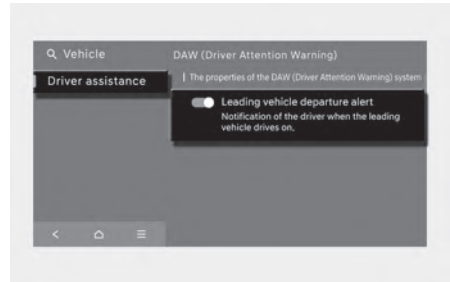 Vehicle
DAW (Driver Attention Warning)
Driver assistance
The properties of the DAW (Driver Attention Warning) system
Leading vehicle departure alert
Notification of the driver when the leading
vehicle drives on.